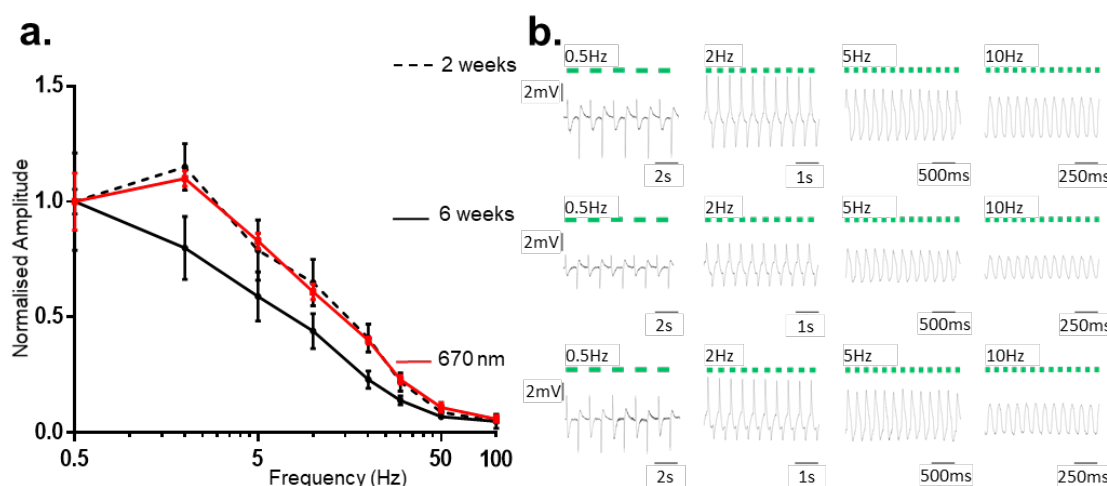 a.
2 weeks
6 weeks
670 nm
Normalised Amplitude
1.5
1.0
0.5
0.0
0.5 5 50 100
Frequency (Hz)
b.
0.5Hz 2Hz 5Hz 10Hz
2mV
2s 1s 500ms 250ms
0.5Hz 2Hz 5Hz 10Hz
2mV
2s 1s 500ms 250ms
0.5Hz 2Hz 5Hz 10Hz
2mV
2s 1s 500ms 250ms